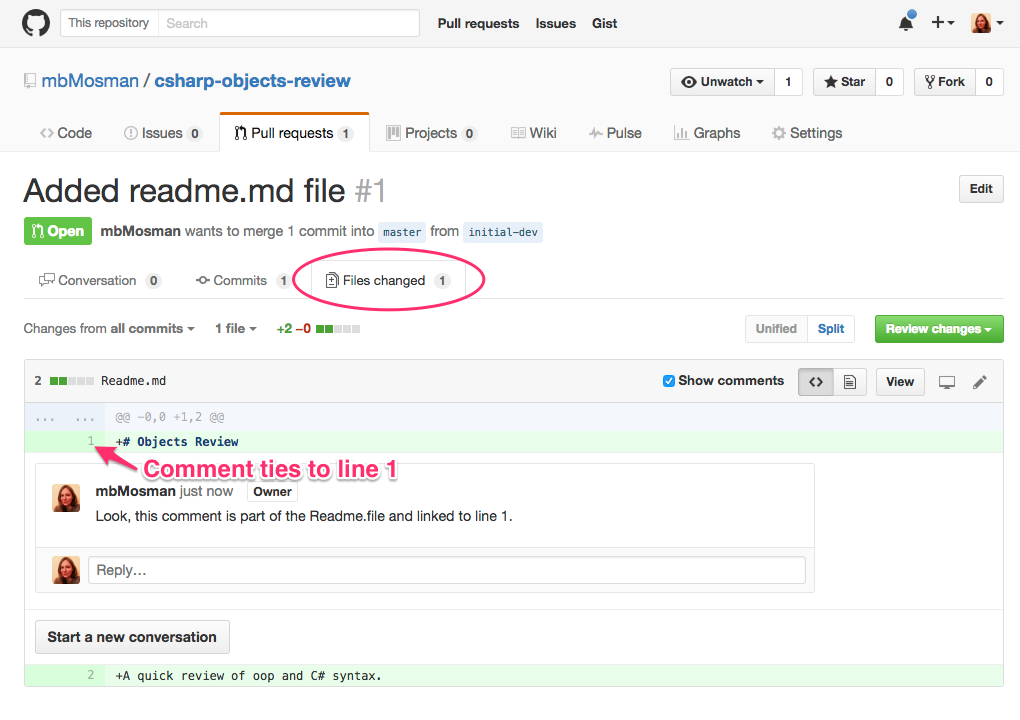 This repository Search Pull requests Issues Gist
mbMosman / csharp-objects-review Unwatch 1 Star 0 Fork 0
Code Issues 0 Pull requests 1 Projects 0 Wiki Pulse Graphs Settings
Added readme.md file #1 Edit
Open mbMosman wants to merge 1 commit into master from initial-dev
Conversation 0 Commits 1 Files changed 1
Changes from all commits 1 file +2 −0 Unified Split Review changes
2 Readme.md Show comments View
... ... @@ -0,0 +1,2 @@
1 +# Objects Review
Comment ties to line 1
mbMosman just now Owner
Look, this comment is part of the Readme.file and linked to line 1.
Reply...
Start a new conversation
2 +A quick review of oop and C# syntax.